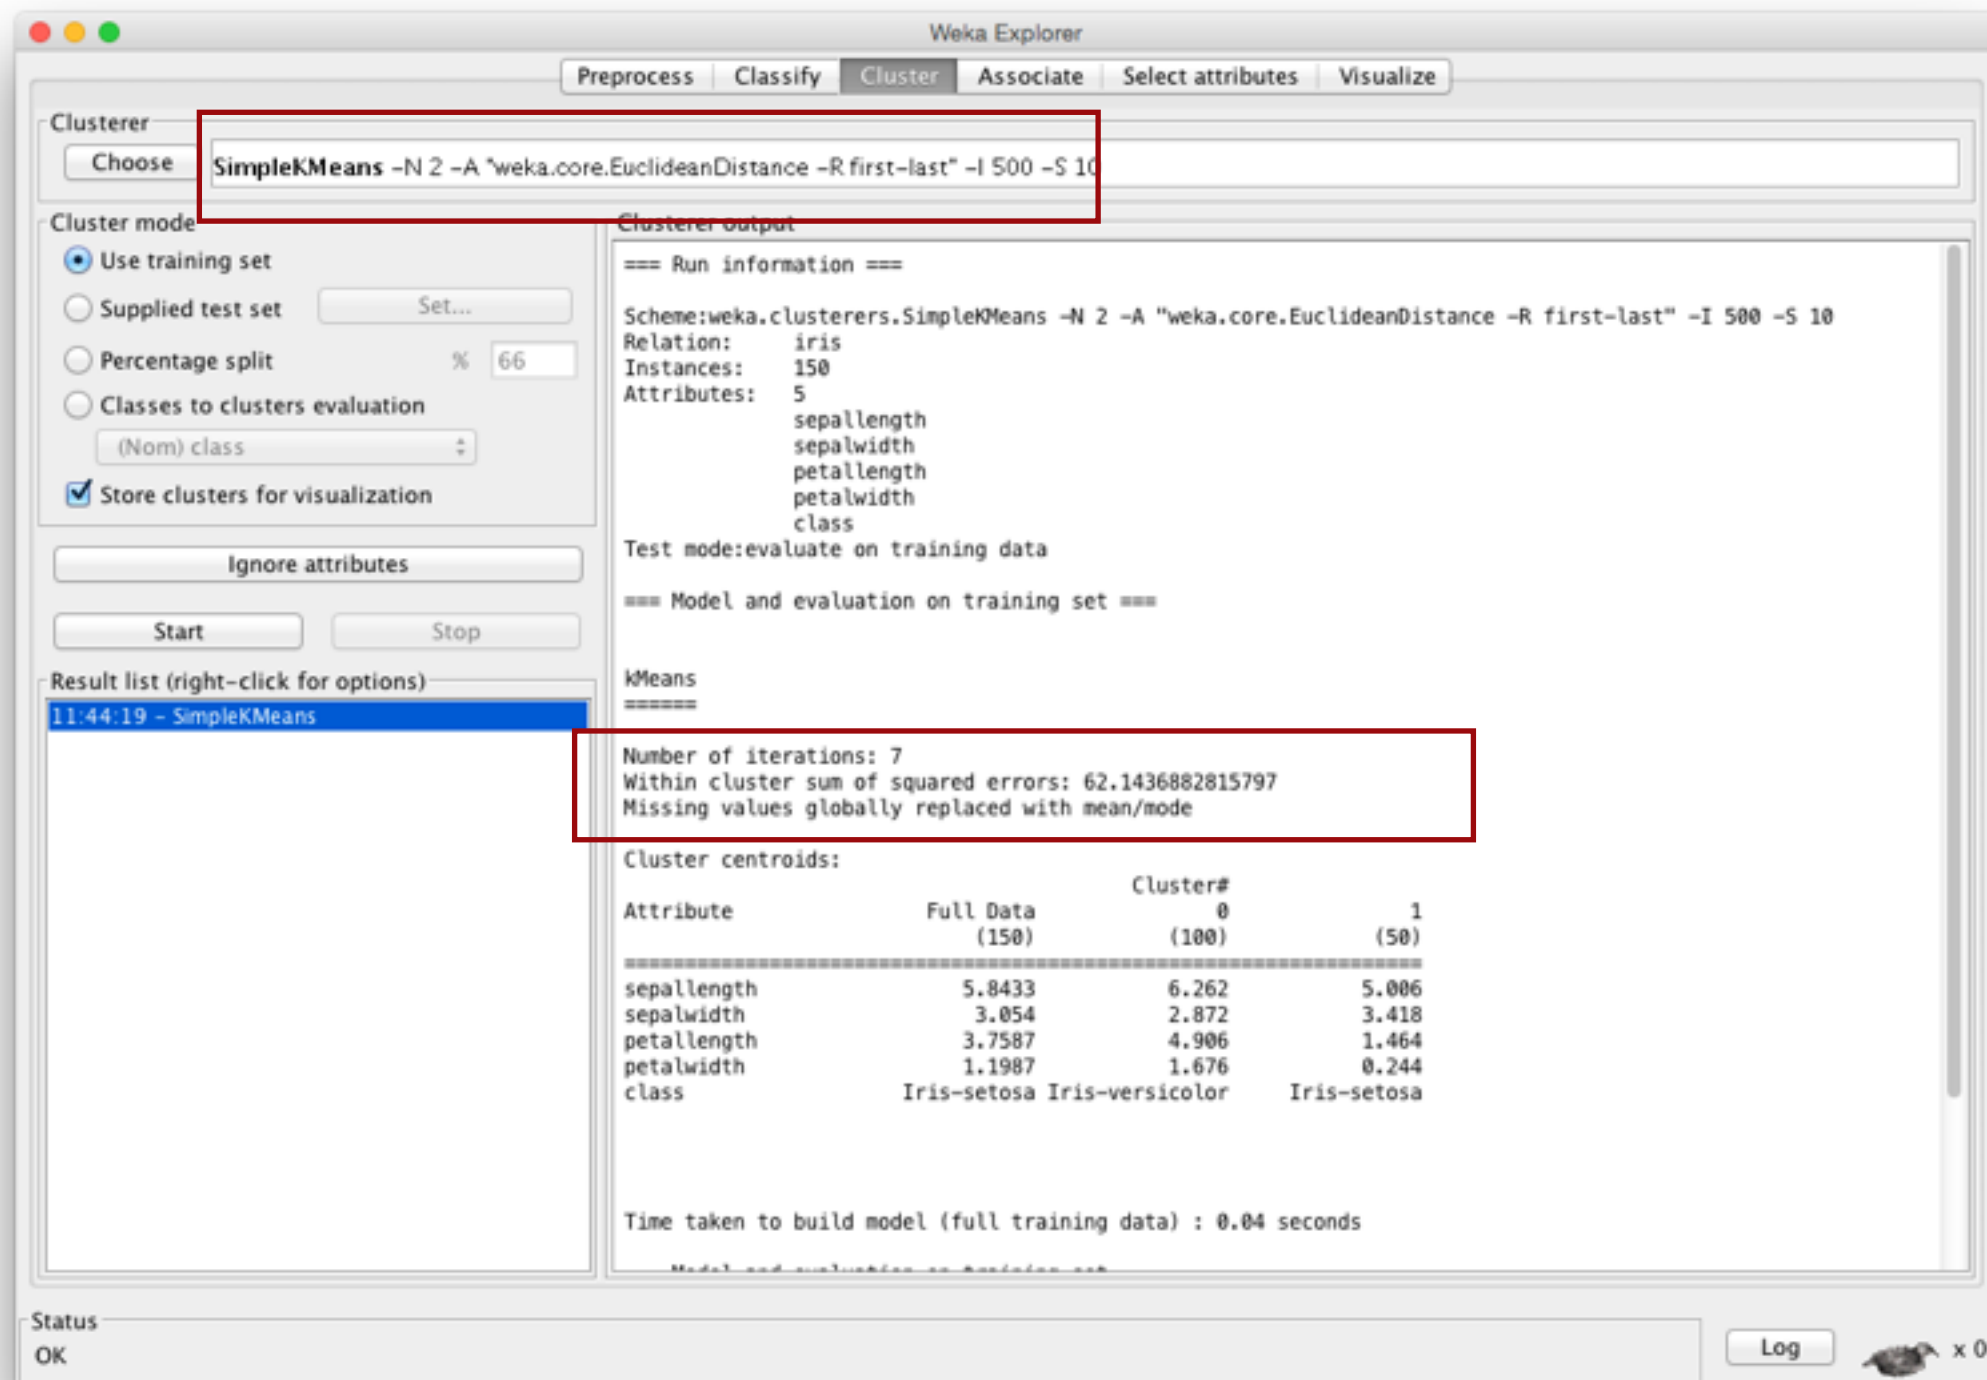 Weka Explorer
Preprocess Classify Cluster Associate Select attributes Visualize
Clusterer
Choose SimpleKMeans -N 2 -A "weka.core.EuclideanDistance -R first-last" -I 500 -S 10
Cluster mode
Use training set
Supplied test set Set...
Percentage split % 66
Classes to clusters evaluation
(Nom) class
Store clusters for visualization
Ignore attributes
Start Stop
Result list (right-click for options)
11:44:19 - SimpleKMeans
Clusterer output
=== Run information ===
Scheme:weka.clusterers.SimpleKMeans -N 2 -A "weka.core.EuclideanDistance -R first-last" -I 500 -S 10
Relation: iris
Instances: 150
Attributes: 5
sepallength
sepalwidth
petallength
petalwidth
class
Test mode:evaluate on training data
=== Model and evaluation on training set ===
kMeans
======
Number of iterations: 7
Within cluster sum of squared errors: 62.1436882815797
Missing values globally replaced with mean/mode
Cluster centroids:
Cluster#
Attribute Full Data 0 1
(150) (100) (50)
==================================================================
sepallength 5.8433 6.262 5.006
sepalwidth 3.054 2.872 3.418
petallength 3.7587 4.906 1.464
petalwidth 1.1987 1.676 0.244
class Iris-setosa Iris-versicolor Iris-setosa
Time taken to build model (full training data) : 0.04 seconds
Model and evaluation on training set
Status
OK
Log x 0